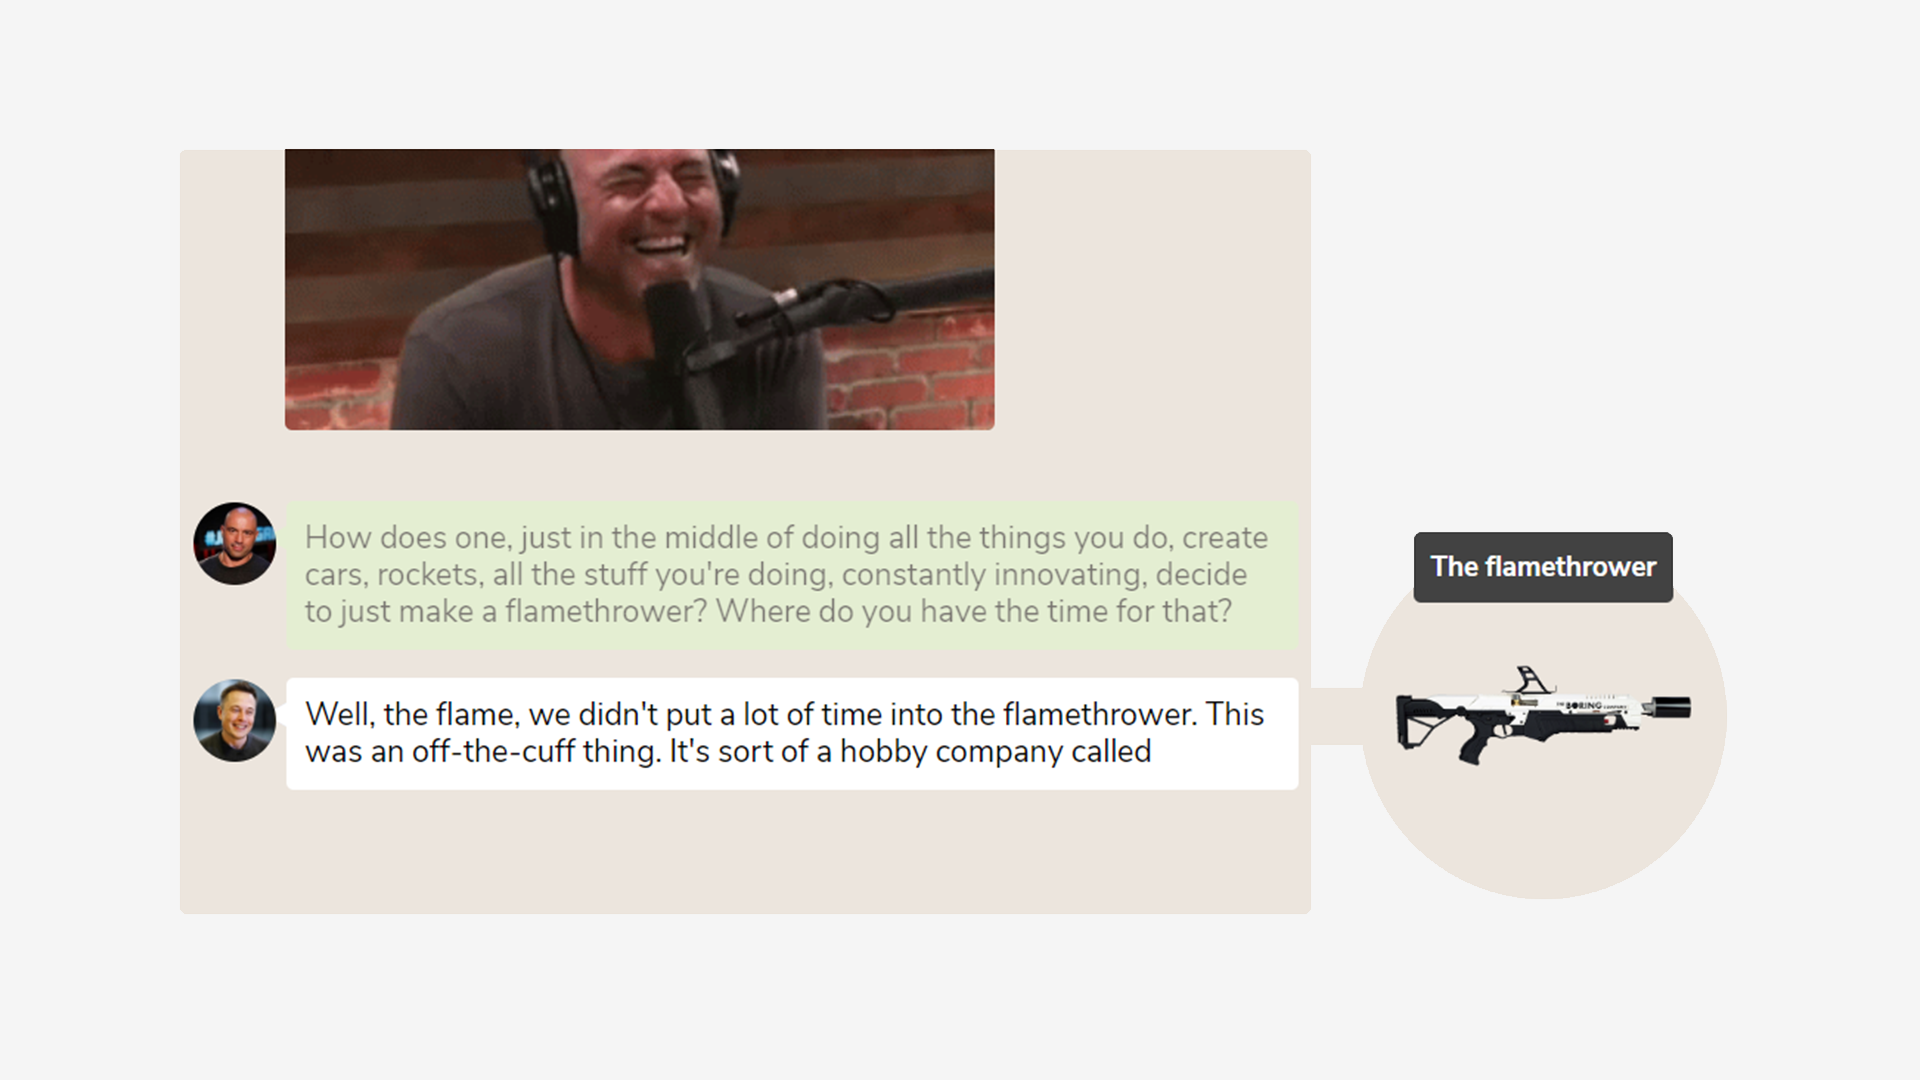 How does one, just in the middle of doing all the things you do, create
cars, rockets, all the stuff you're doing, constantly innovating, decide
to just make a flamethrower? Where do you have the time for that?
Well, the flame, we didn't put a lot of time into the flamethrower. This
was an off-the-cuff thing. It's sort of a hobby company called
The flamethrower
BORING